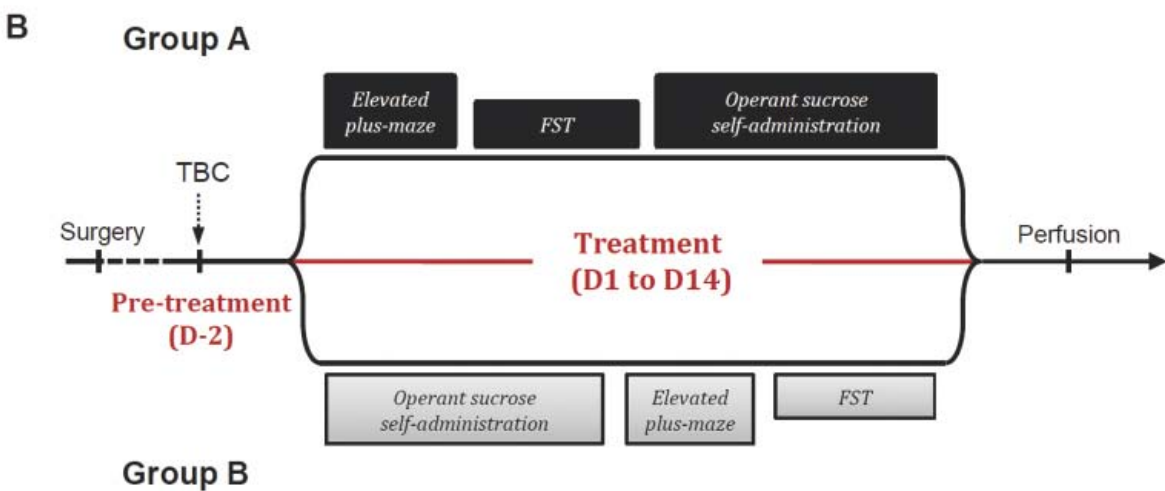 B
Group A
Elevated
plus-maze
FST
Operant sucrose
self-administration
TBC
Surgery
Pre-treatment
(D-2)
Treatment
(D1 to D14)
Perfusion
Operant sucrose
self-administration
Elevated
plus-maze
FST
Group B